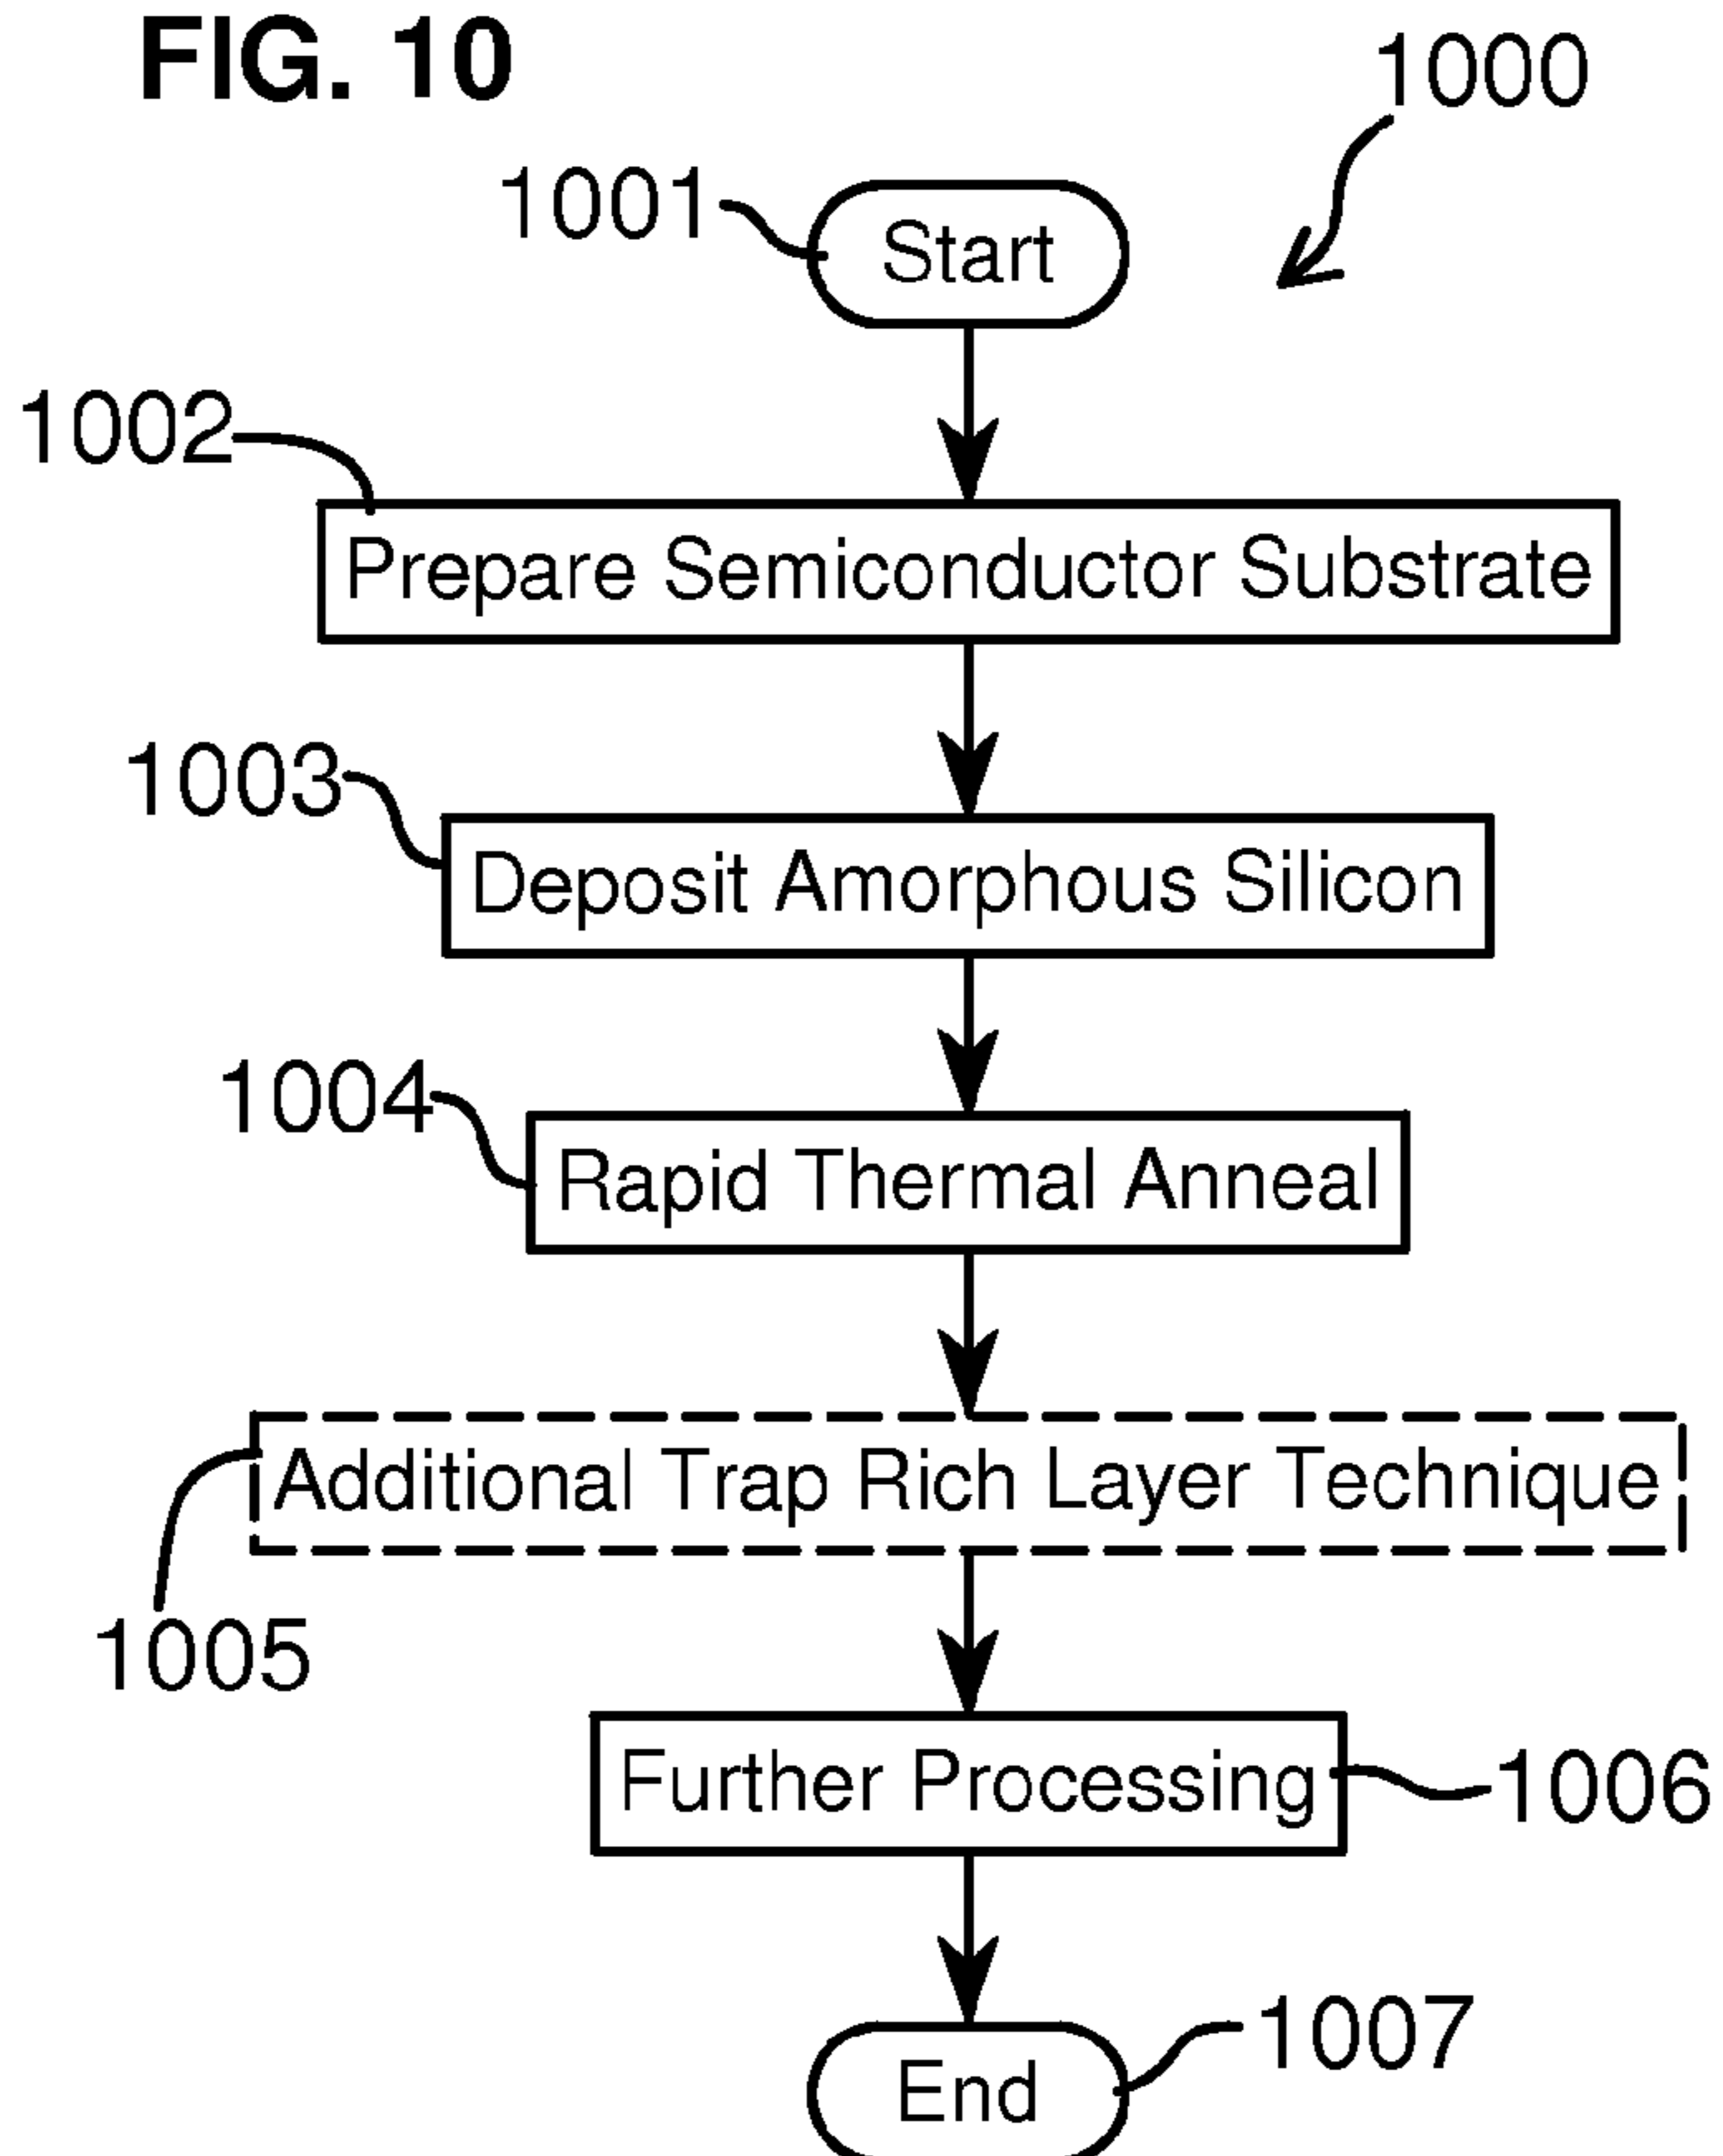 FIG. 10
1000
1001
Start
1002
Prepare Semiconductor Substrate
1003
Deposit Amorphous Silicon
1004
Rapid Thermal Anneal
Additional Trap Rich Layer Technique
1005
Further Processing
1006
1007
End